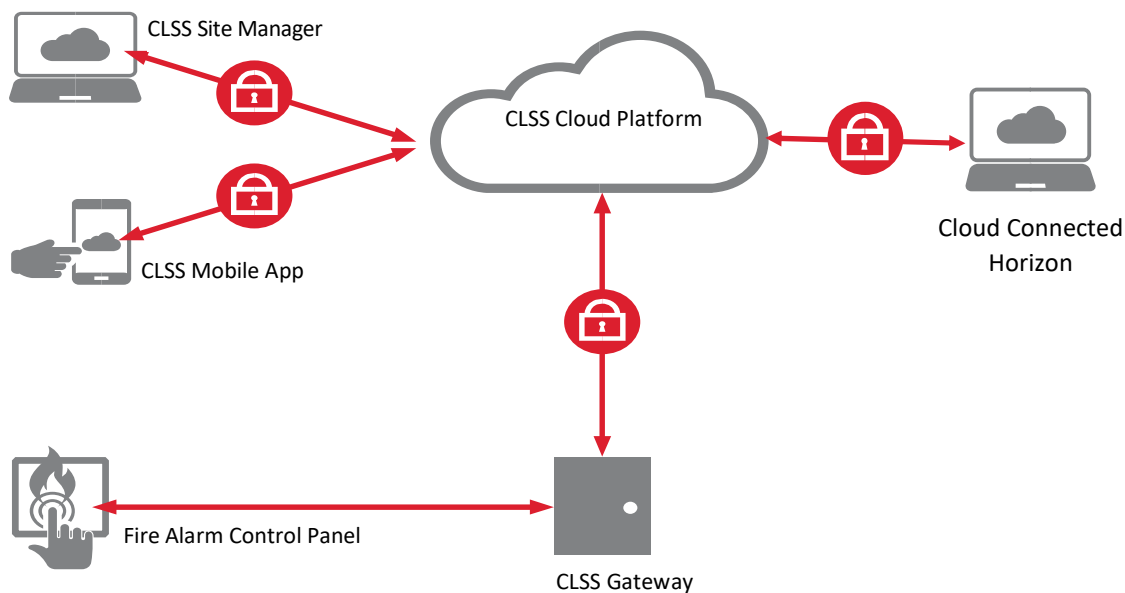 CLSS Site Manager
CLSS Cloud Platform
Cloud Connected
Horizon
CLSS Mobile App
Fire Alarm Control Panel
CLSS Gateway